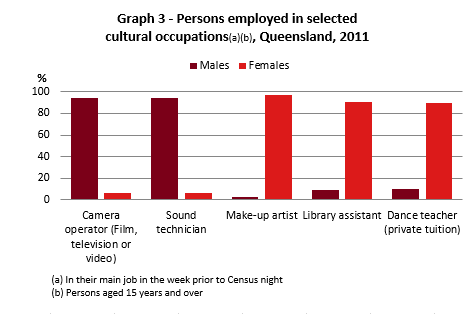 Graph 3 - Persons employed in selected
cultural occupations(a)(b), Queensland, 2011
Males Females
%
100
80
60
40
20
0
Camera operator (Film, television or video)
Sound technician
Make-up artist
Library assistant
Dance teacher (private tuition)
(a) In their main job in the week prior to Census night
(b) Persons aged 15 years and over